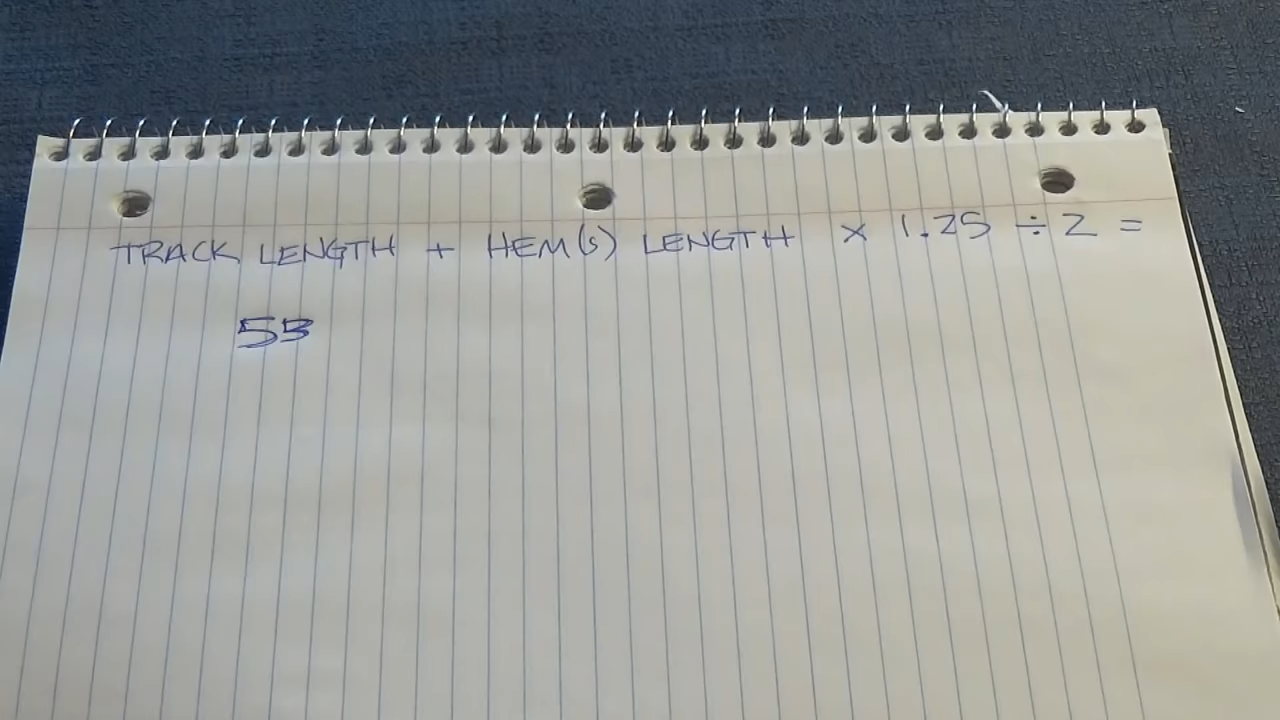 TRACK LENGTH + HEM(S) LENGTH × 1.25 ÷ 2 =
53